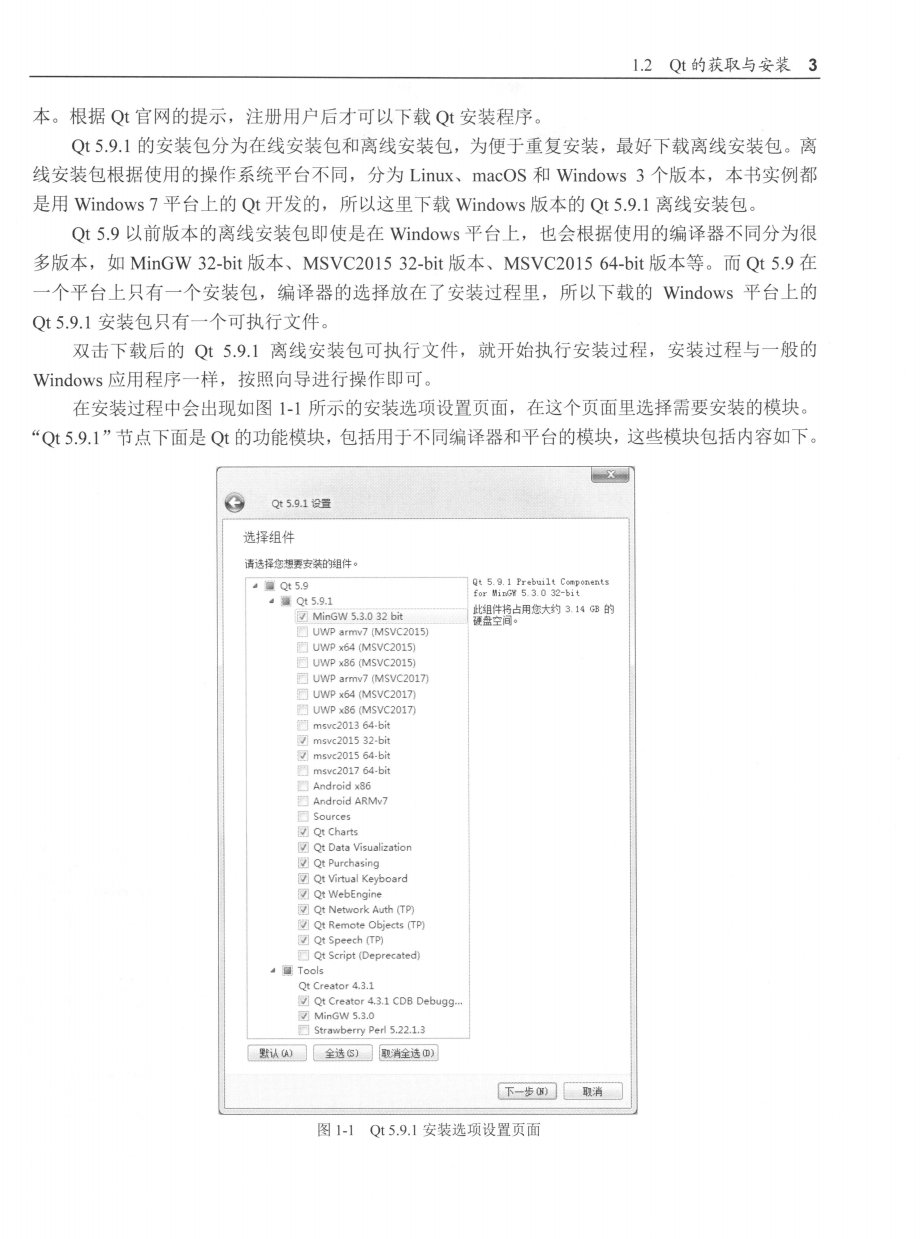 1.2 Qt 的获取与安装 3
本。根据 Qt 官网的提示，注册用户后才可以下载 Qt 安装程序。
Qt 5.9.1 的安装包分为在线安装包和离线安装包，为便于重复安装，最好下载离线安装包。离
线安装包根据使用的操作系统平台不同，分为 Linux、macOS 和 Windows 3 个版本，本书实例都
是用 Windows 7 平台上的 Qt 开发的，所以这里下载 Windows 版本的 Qt 5.9.1 离线安装包。
Qt 5.9 以前版本的离线安装包即使是在 Windows 平台上，也会根据使用的编译器不同分为很
多版本，如 MinGW 32-bit 版本、MSVC2015 32-bit 版本、MSVC2015 64-bit 版本等。而 Qt 5.9 在
一个平台上只有一个安装包，编译器的选择放在了安装过程里，所以下载的 Windows 平台上的
Qt 5.9.1 安装包只有一个可执行文件。
双击下载后的 Qt 5.9.1 离线安装包可执行文件，就开始执行安装过程，安装过程与一般的
Windows 应用程序一样，按照向导进行操作即可。
在安装过程中会出现如图 1-1 所示的安装选项设置页面，在这个页面里选择需要安装的模块。
“Qt 5.9.1”节点下面是 Qt 的功能模块，包括用于不同编译器和平台的模块，这些模块包括内容如下。
Qt 5.9.1 设置
选择组件
请选择您想要安装的组件。
Qt 5.9
Qt 5.9.1
MinGW 5.3.0 32 bit
UWP armv7 (MSVC2015)
UWP x64 (MSVC2015)
UWP x86 (MSVC2015)
UWP armv7 (MSVC2017)
UWP x64 (MSVC2017)
UWP x86 (MSVC2017)
msvc2013 64-bit
msvc2015 32-bit
msvc2015 64-bit
msvc2017 64-bit
Android x86
Android ARMv7
Sources
Qt Charts
Qt Data Visualization
Qt Purchasing
Qt Virtual Keyboard
Qt WebEngine
Qt Network Auth (TP)
Qt Remote Objects (TP)
Qt Speech (TP)
Qt Script (Deprecated)
Tools
Qt Creator 4.3.1
Qt Creator 4.3.1 CDB Debugg...
MinGW 5.3.0
Strawberry Perl 5.22.1.3
Qt 5.9.1 Prebuilt Components
for MinGW 5.3.0 32-bit
此组件将占用您大约 3.14 GB 的
硬盘空间。
默认(A) 全选(S) 取消全选(D)
下一步(N) 取消
图 1-1 Qt 5.9.1 安装选项设置页面